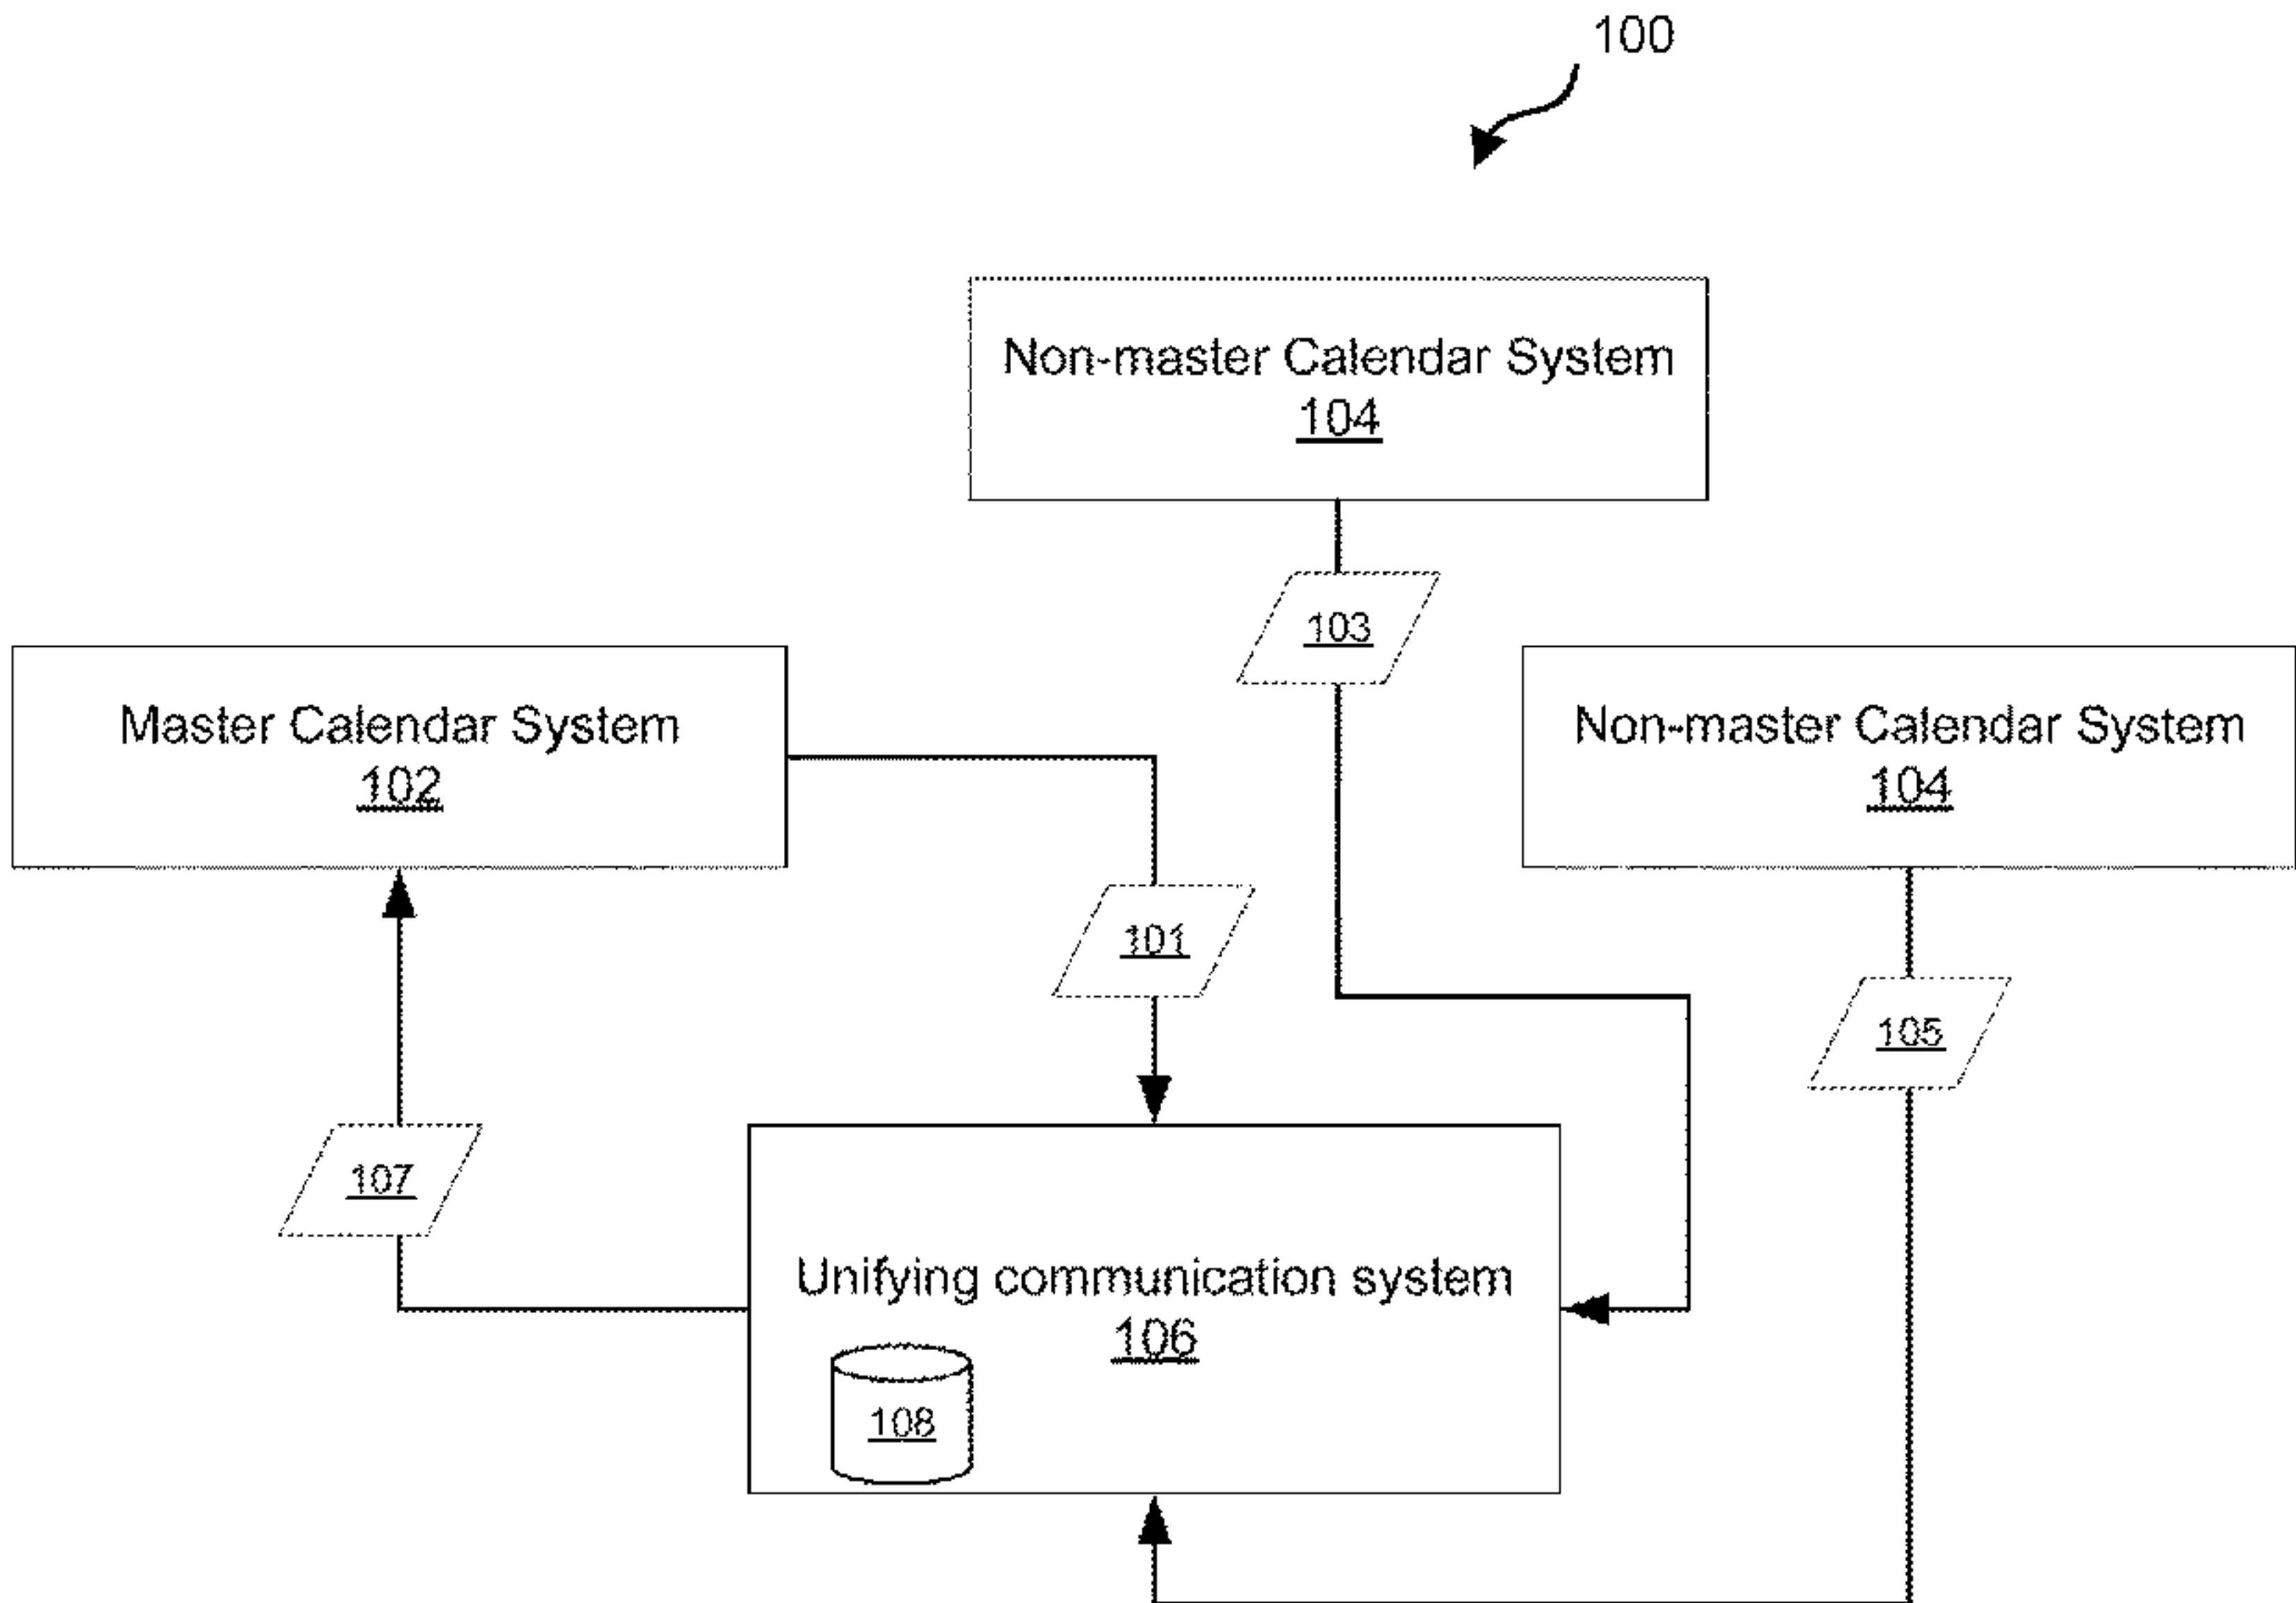 100
Non-master Calendar System
104
103
Master Calendar System
102
Non-master Calendar System
104
101
105
107
Unifying communication system
106
108